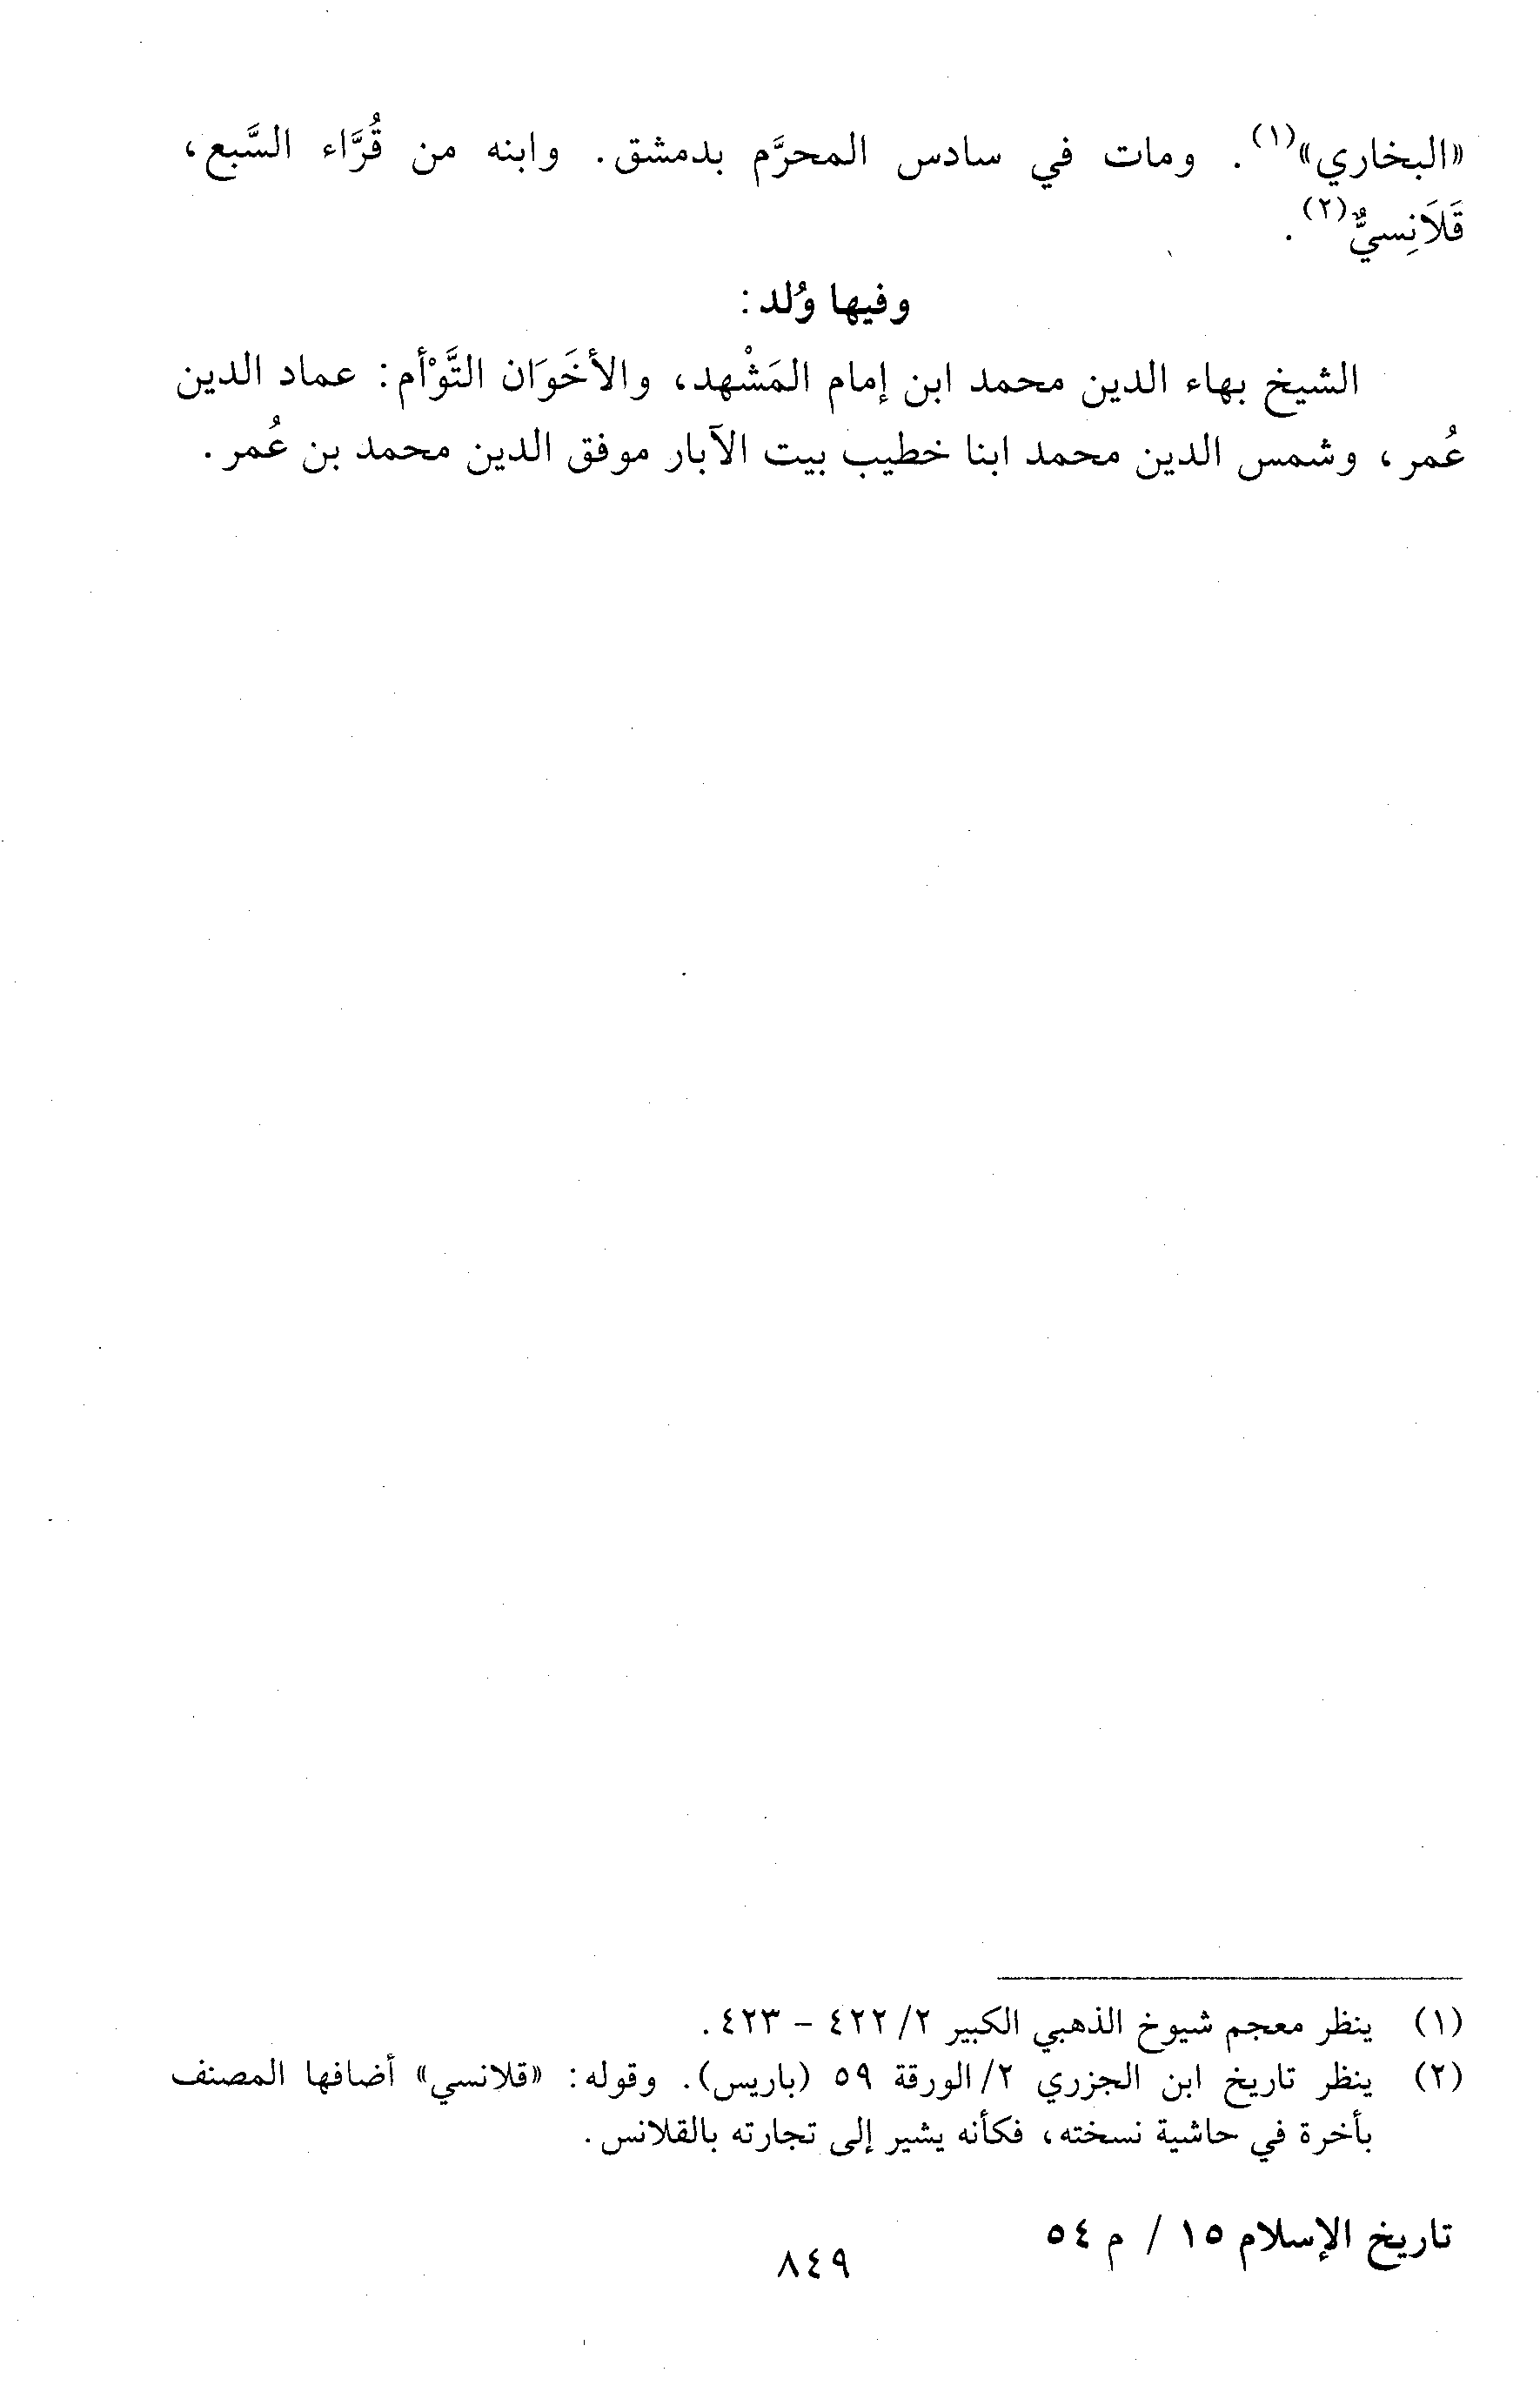 «البخاري»(١). ومات في سادس المحرَّم بدمشق. وابنه من قُرَّاء السَّبع،
قَلَانِسيٌّ(٢).
وفيها وُلد:
الشيخ بهاء الدين محمد ابن إمام المَشْهد، والأخَوَان التَّوْأم: عماد الدين
عُمر، وشمس الدين محمد ابنا خطيب بيت الآبار موفق الدين محمد بن عُمر.
(١) ينظر معجم شيوخ الذهبي الكبير ٢/ ٤٢٢ - ٤٢٣.
(٢) ينظر تاريخ ابن الجزري ٢/ الورقة ٥٩ (باريس). وقوله: «قلانسي» أضافها المصنف
بأخرة في حاشية نسخته، فكأنه يشير إلى تجارته بالقلانس.
تاريخ الإسلام ١٥ / م ٥٤
٨٤٩